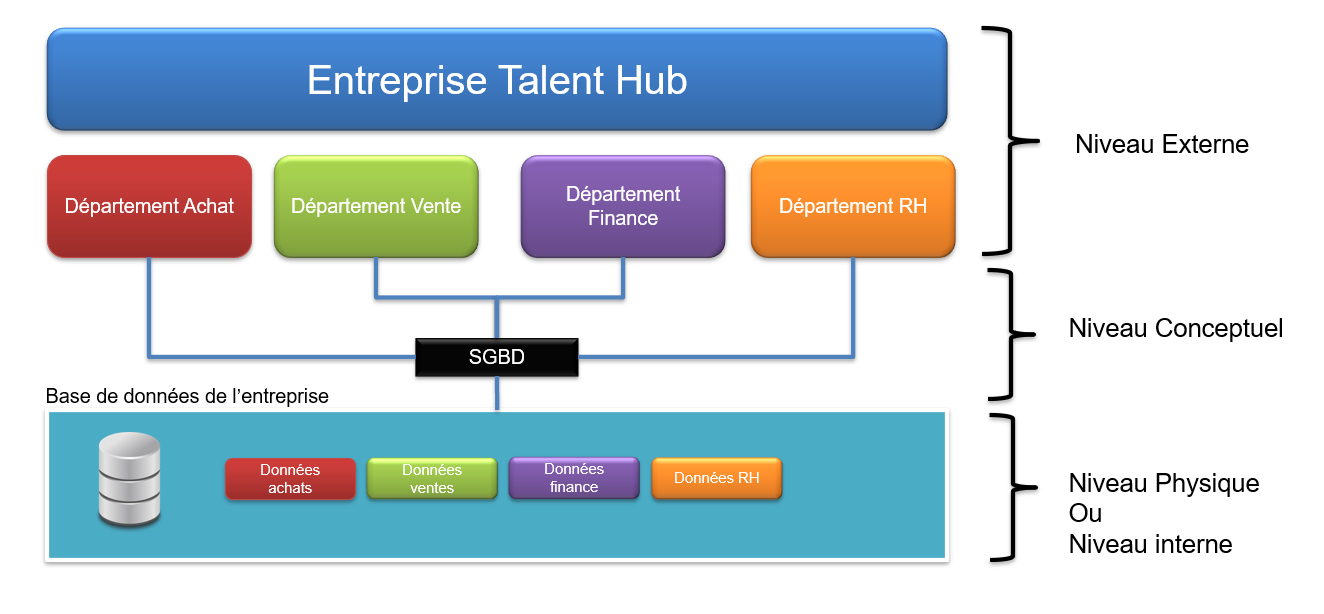 Entreprise Talent Hub
Niveau Externe
Département Achat
Département Vente
Département
Finance
Département RH
Niveau Conceptuel
SGBD
Base de données de l’entreprise
Données
achats
Données
ventes
Données
finance
Données RH
Niveau Physique
Ou
Niveau interne